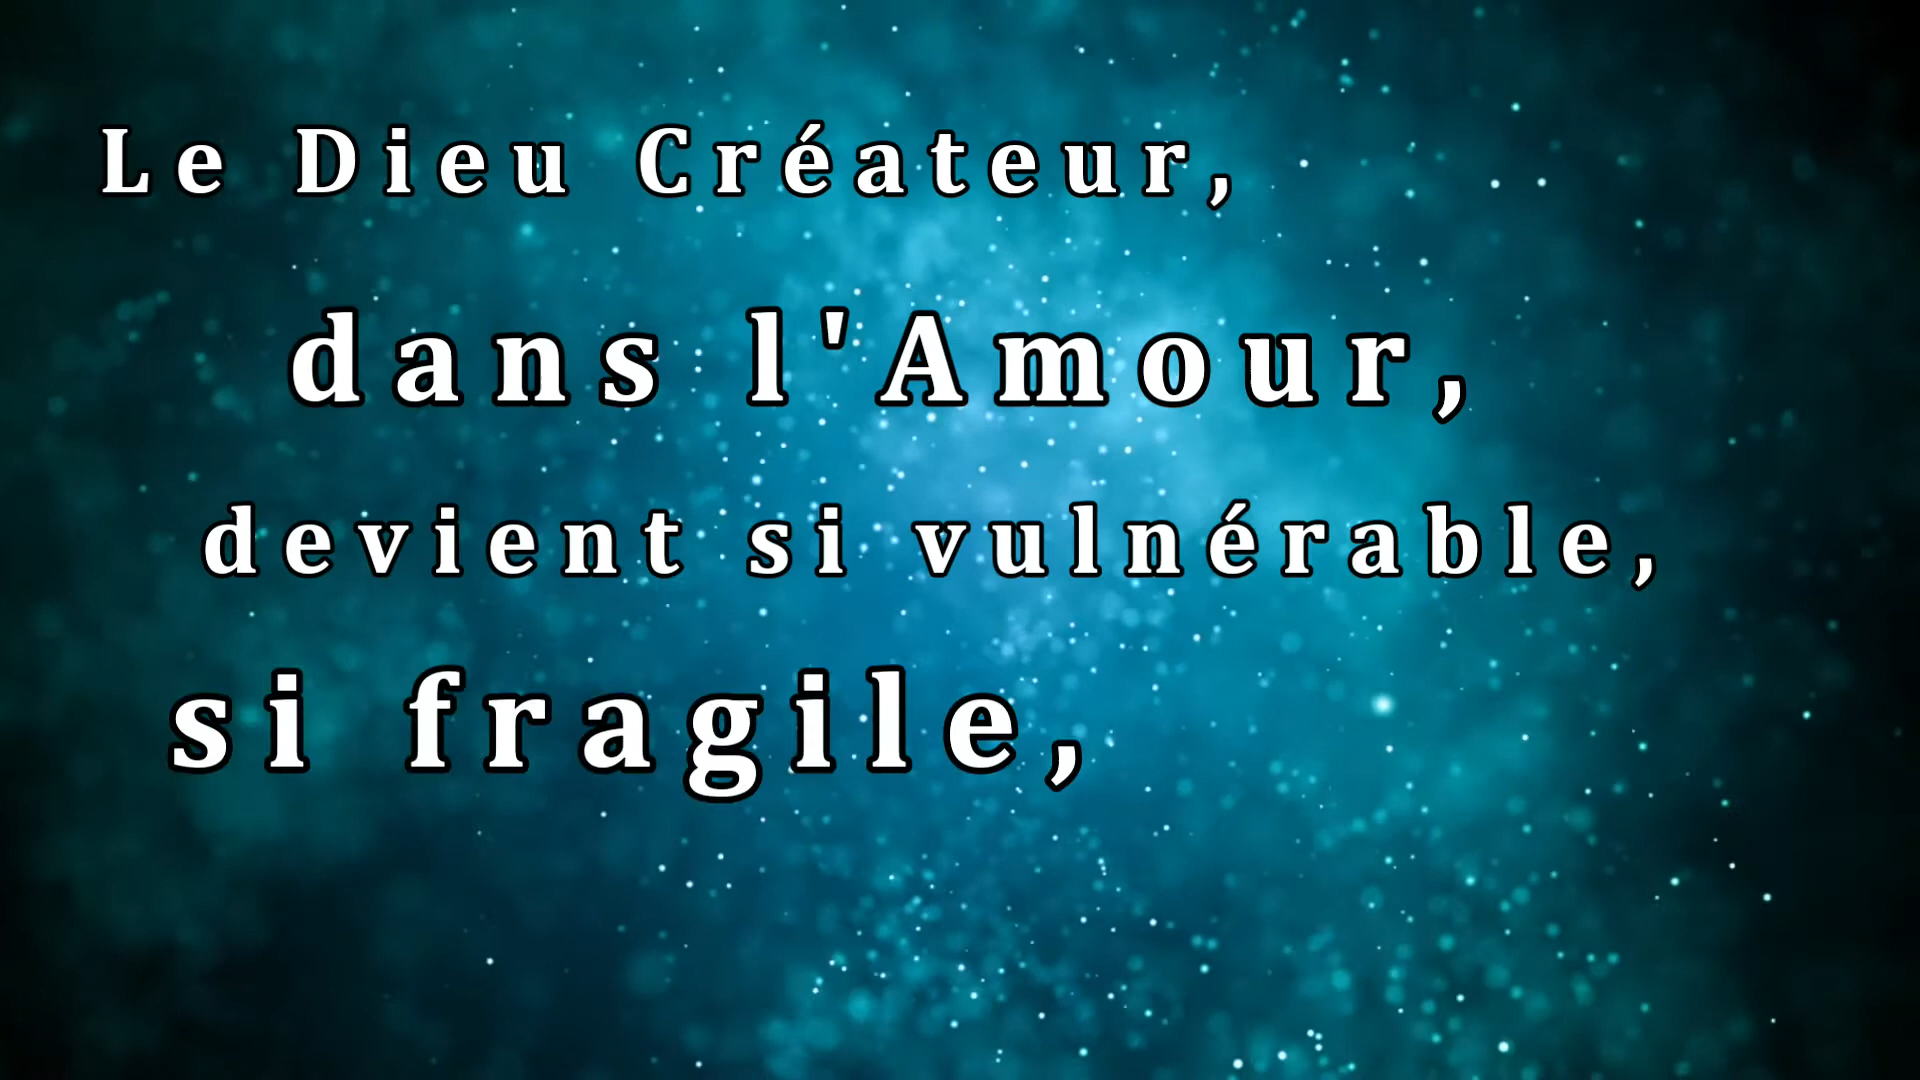 Le Dieu Créateur,
dans l'Amour,
devient si vulnérable,
si fragile,